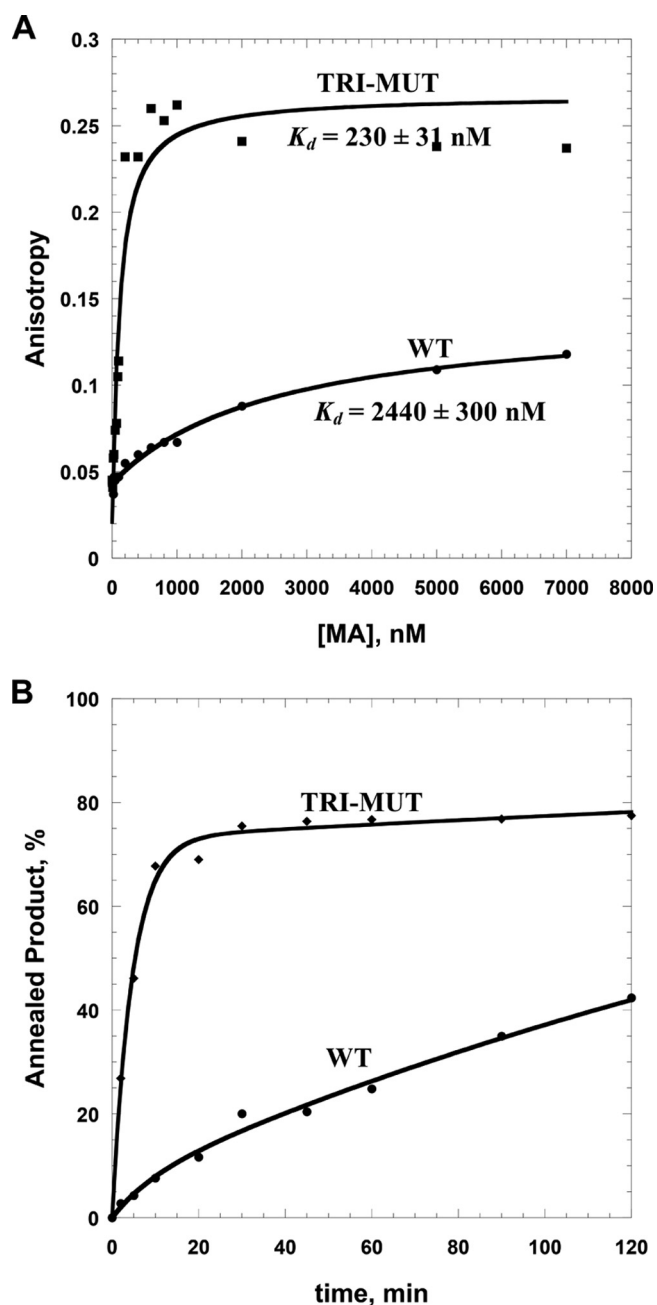 A
0.3
0.25
0.2
0.15
0.1
0.05
0
Anisotropy
TRI-MUT
K_d = 230 ± 31 nM
WT
K_d = 2440 ± 300 nM
0 1000 2000 3000 4000 5000 6000 7000 8000
[MA], nM
B
100
80
60
40
20
0
Annealed Product, %
TRI-MUT
WT
0 20 40 60 80 100 120
time, min